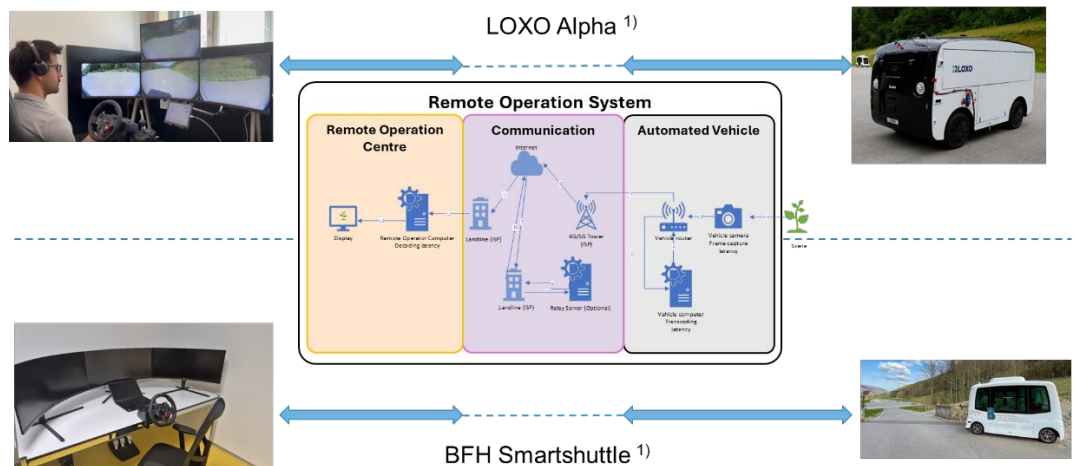 LOXO Alpha 1)
LOXO
Remote Operation System
Remote Operation
Centre
Communication
Automated Vehicle
Internet
Display
Remote Operator Computer
Decoding latency
Landline (ISP)
4G/5G Tower
(ISP)
Vehicle router
Vehicle camera
Frame capture
latency
Scene
Landline (ISP)
Relay Server (Optional)
Vehicle computer
Transcoding
latency
BFH Smartshuttle 1)